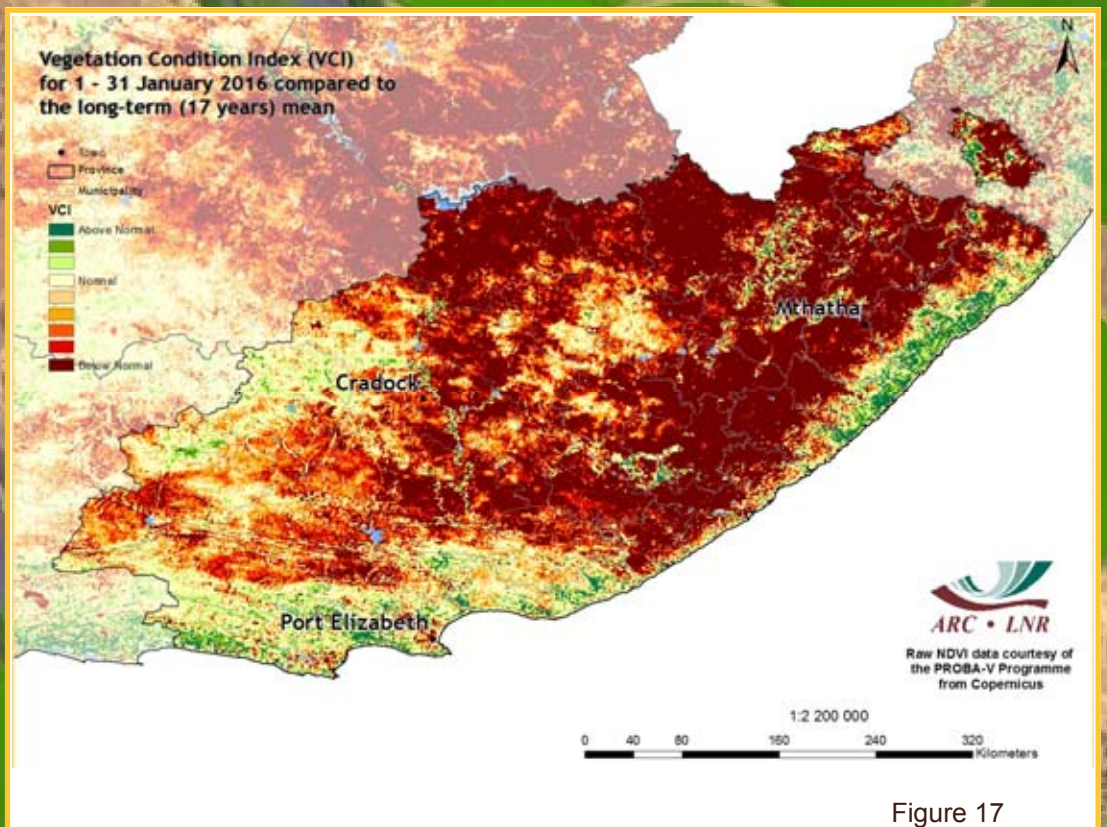 Vegetation Condition Index (VCI)
for 1 - 31 January 2016 compared to
the long-term (17 years) mean
N
Town
Province
Municipality
VCI
Above Normal
Normal
Below Normal
Mthatha
Cradock
Port Elizabeth
ARC • LNR
Raw NDVI data courtesy of
the PROBA-V Programme
from Copernicus
1:2 200 000
0 40 80 160 240 320
Kilometers
Figure 17